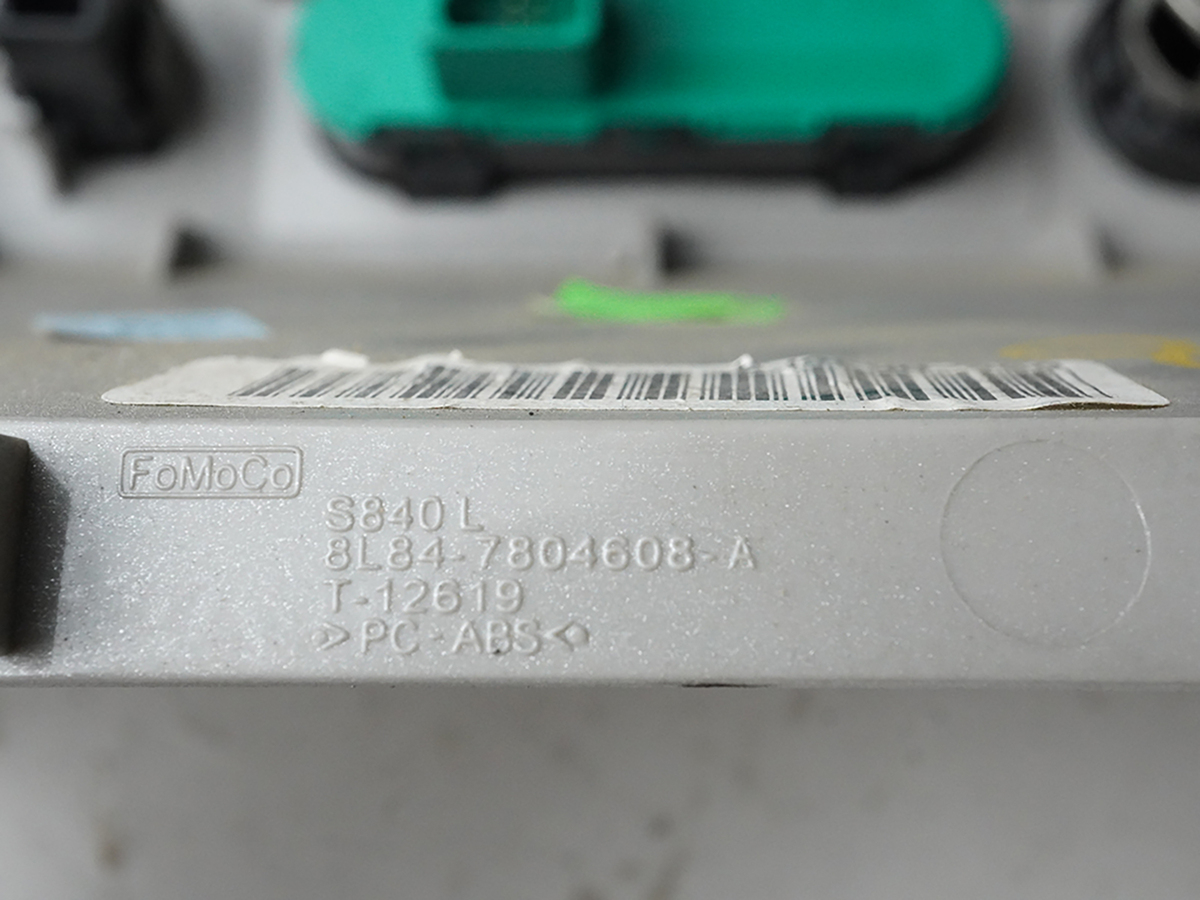 FoMoCo
S840 L
8L84-7804608-A
T-12619
>PC-ABS<